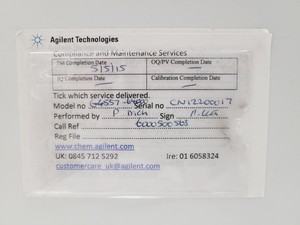 Agilent Technologies
Compliance and Maintenance Services
PM Completion Date OQ/PV Completion Date
5/5/15
IQ Completion Date Calibration Completion Date
Tick which service delivered.
Model no Serial no CN12200017
Performed by P Sign
Call Ref 6000500563
Reg File
www.chem.agilent.com
UK: 0845 712 5292 Ire: 01 6058324
customercare_uk@agilent.com